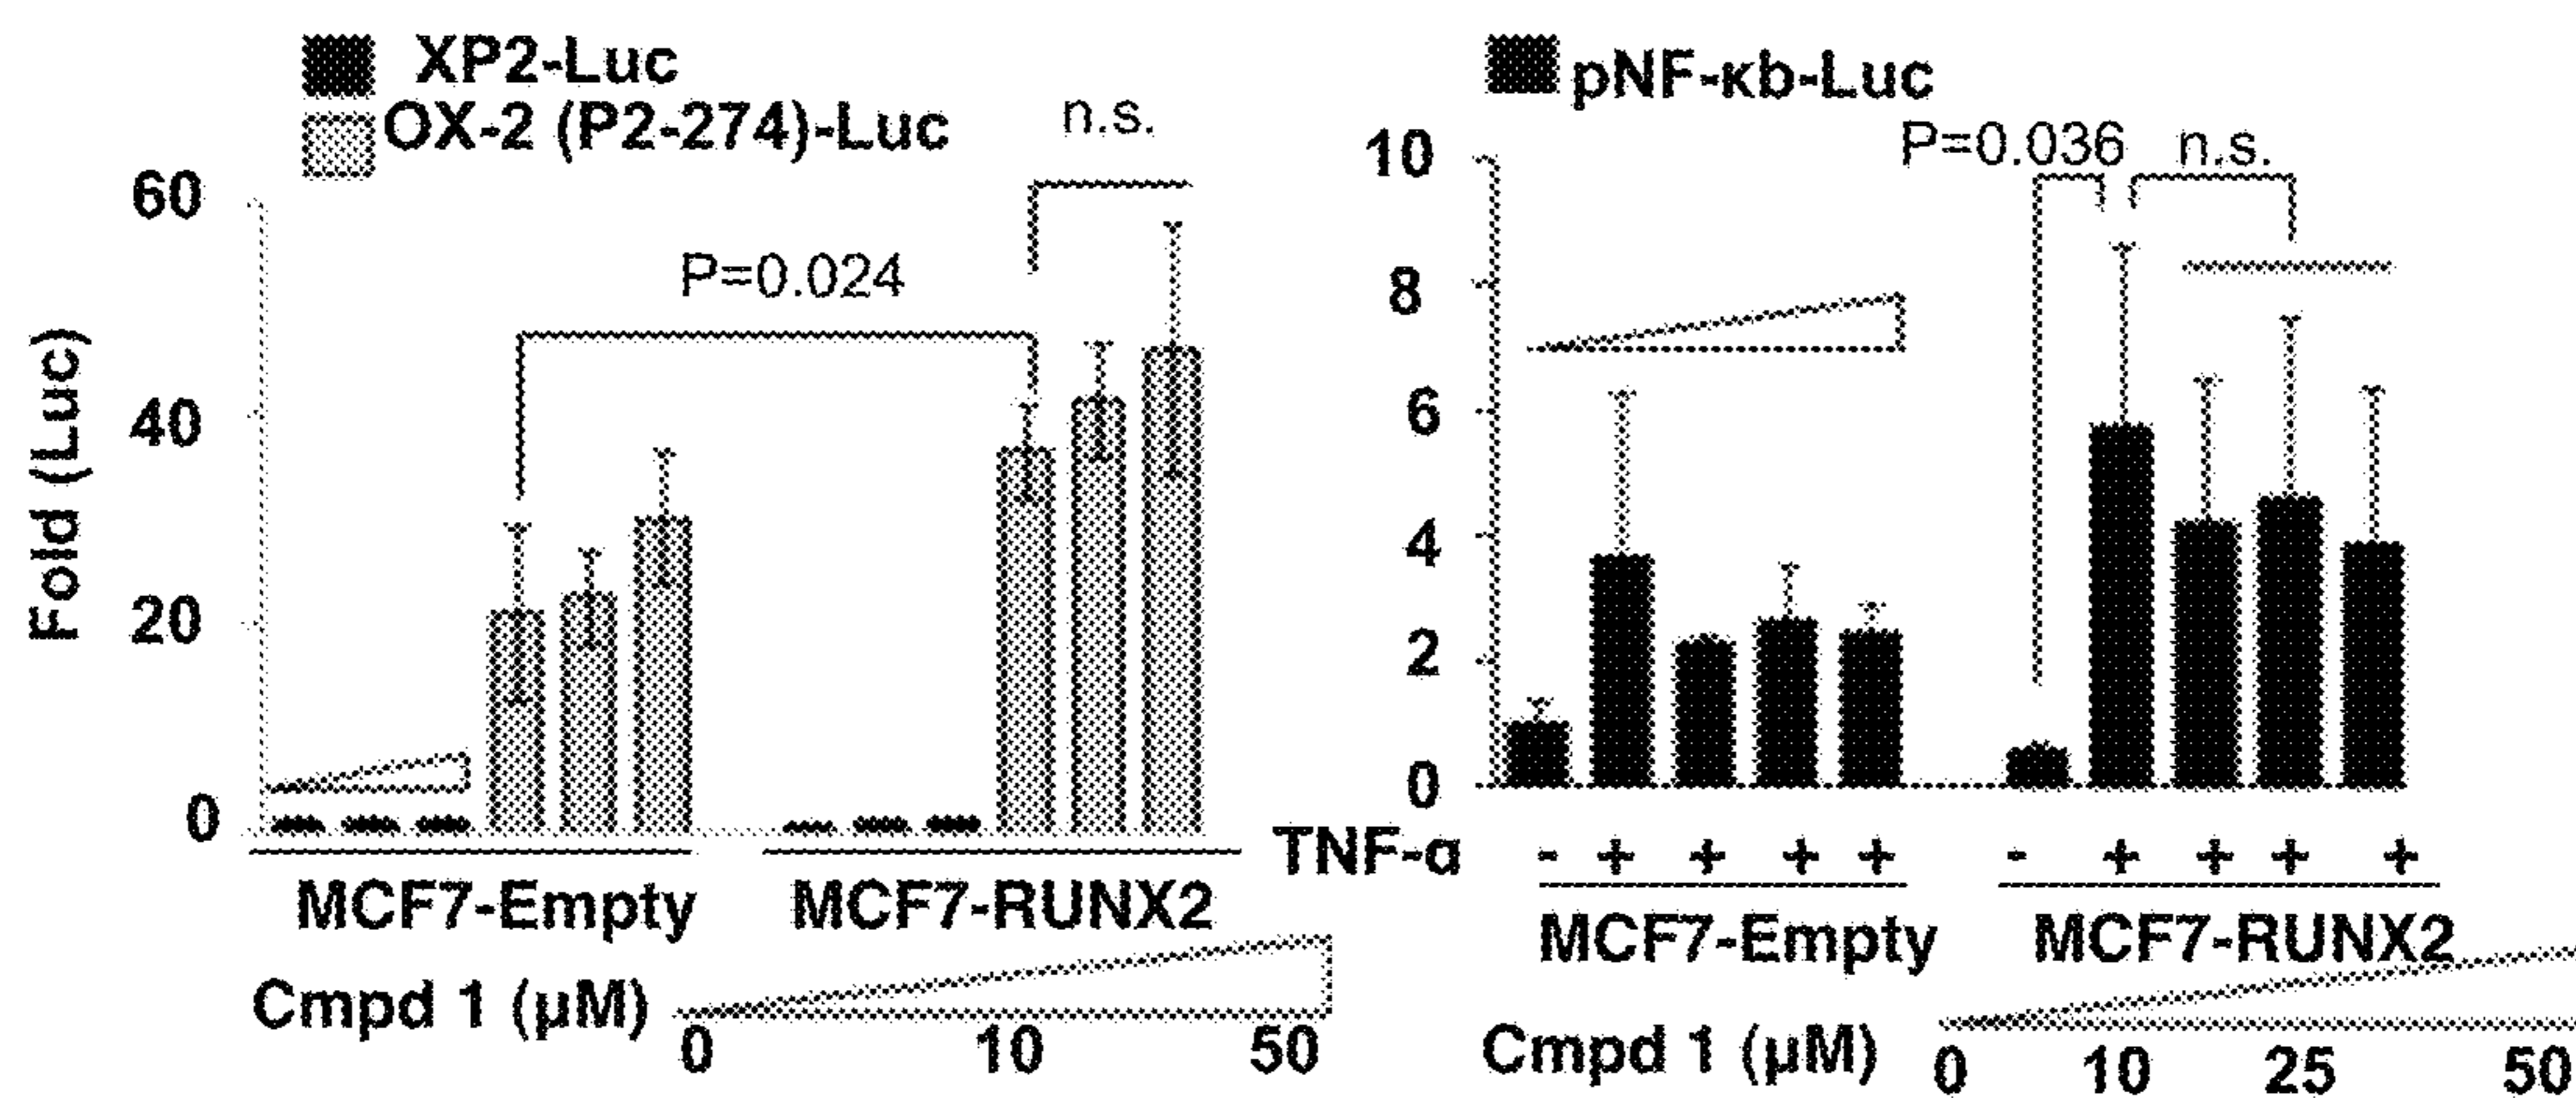 XP2-Luc
OX-2 (P2-274)-Luc
n.s.
P=0.024
Fold (Luc)
60
40
20
0
MCF7-Empty MCF7-RUNX2
Cmpd 1 (µM)
0 10 50
pNF-κb-Luc
P=0.036 n.s.
10
8
6
4
2
0
TNF-α - + + + + - + + + +
MCF7-Empty MCF7-RUNX2
Cmpd 1 (µM)
0 10 25 50